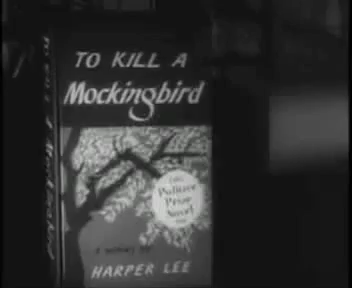 TO KILL A
Mockingbird
Pulitzer
Prize
Novel
HARPER LEE